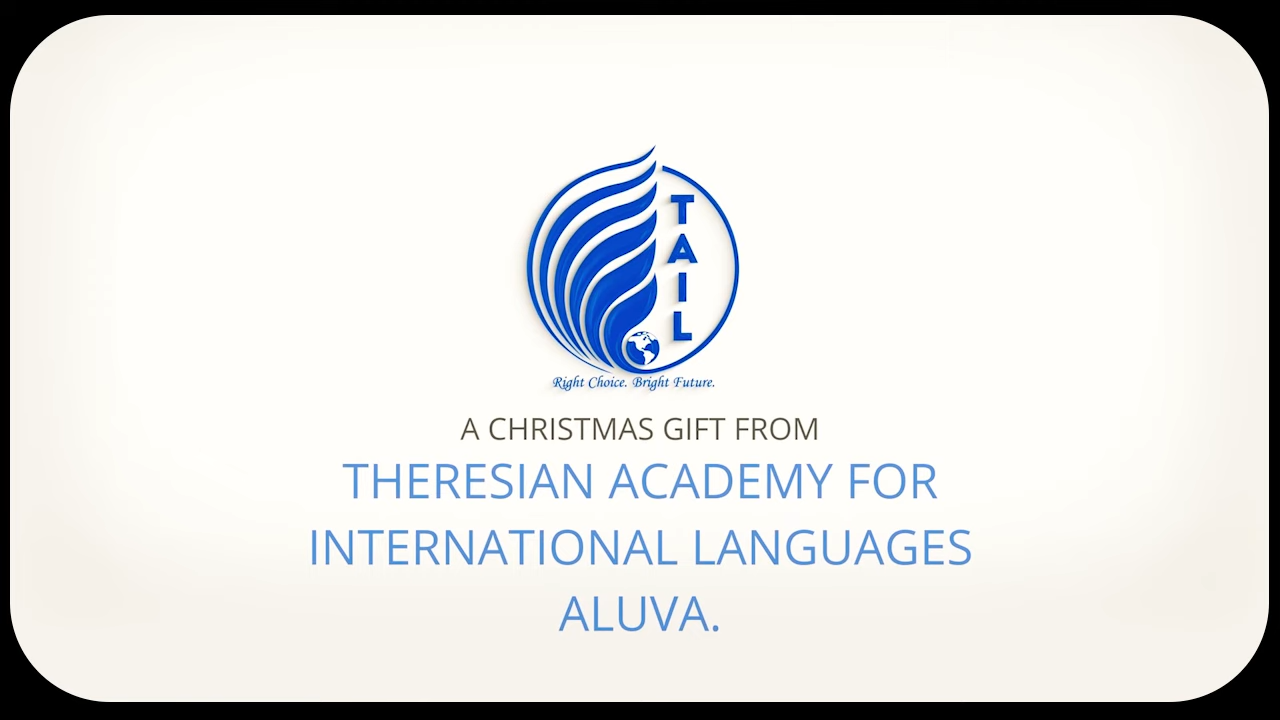 T
A
I
L
Right Choice. Bright Future.
A CHRISTMAS GIFT FROM
THERESIAN ACADEMY FOR
INTERNATIONAL LANGUAGES
ALUVA.